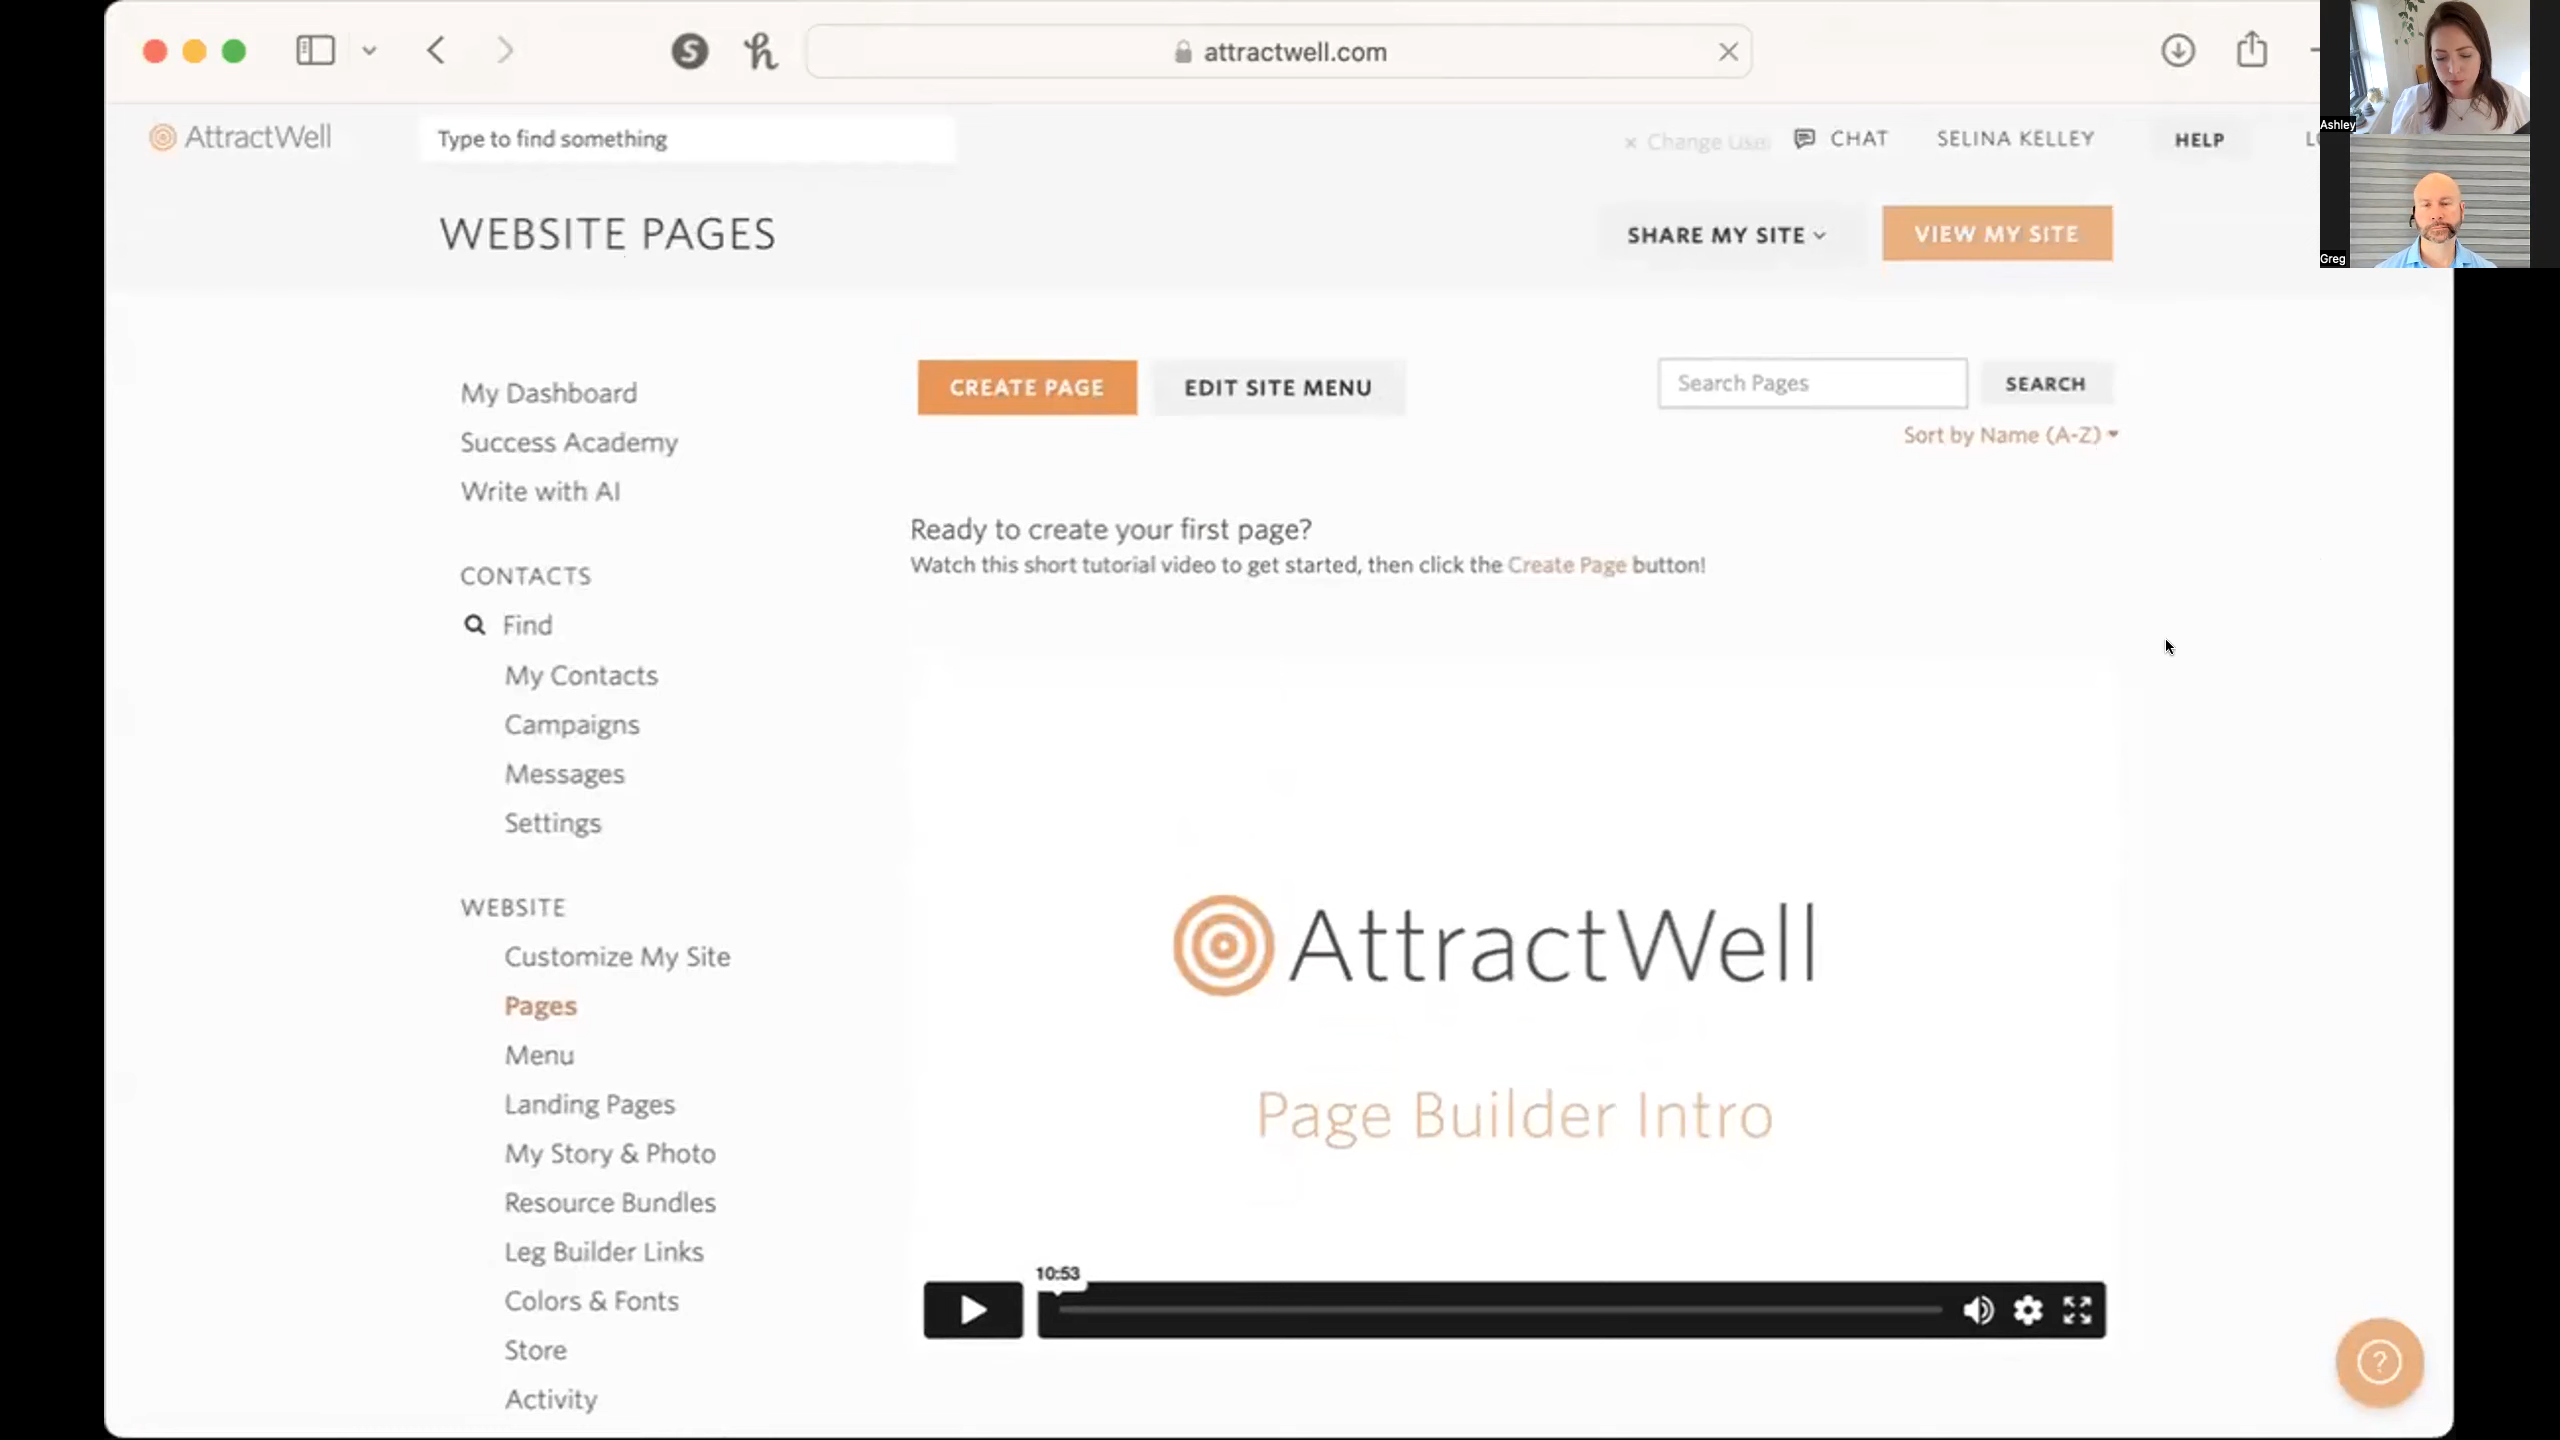 attractwell.com
AttractWell
Type to find something
× Change User
CHAT
SELINA KELLEY
HELP
Ashley
Greg
WEBSITE PAGES
SHARE MY SITE
VIEW MY SITE
CREATE PAGE
EDIT SITE MENU
Search Pages
SEARCH
Sort by Name (A-Z)
My Dashboard
Success Academy
Write with AI
CONTACTS
Find
My Contacts
Campaigns
Messages
Settings
WEBSITE
Customize My Site
Pages
Menu
Landing Pages
My Story & Photo
Resource Bundles
Leg Builder Links
Colors & Fonts
Store
Activity
Ready to create your first page?
Watch this short tutorial video to get started, then click the Create Page button!
AttractWell
Page Builder Intro
10:53